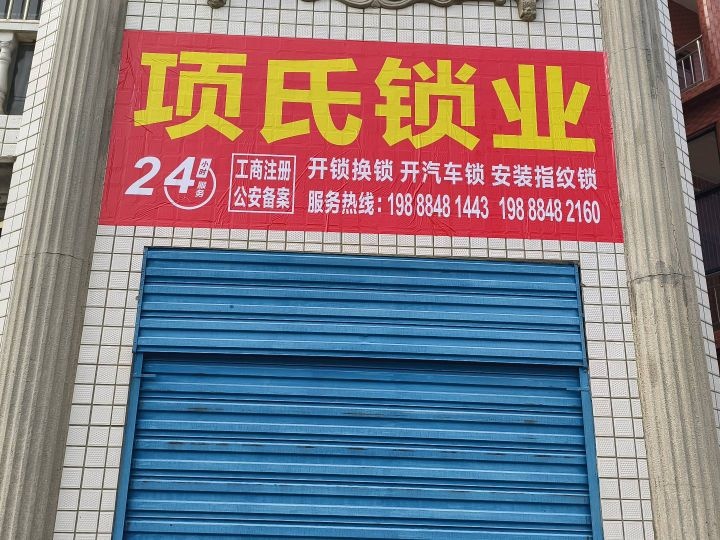 项氏锁业
24小时服务
工商注册
公安备案
开锁换锁 开汽车锁 安装指纹锁
服务热线：198 8848 1443 198 8848 2160